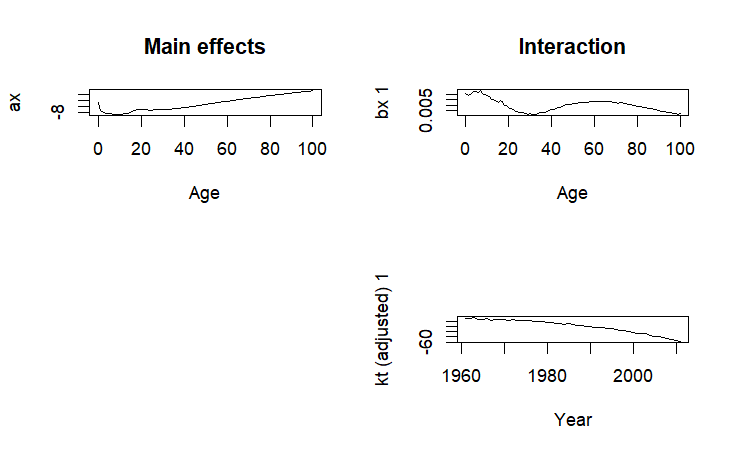 Main effects
ax
-8
0 20 40 60 80 100
Age
Interaction
bx 1
0.005
0 20 40 60 80 100
Age
kt (adjusted) 1
-60
1960 1980 2000
Year